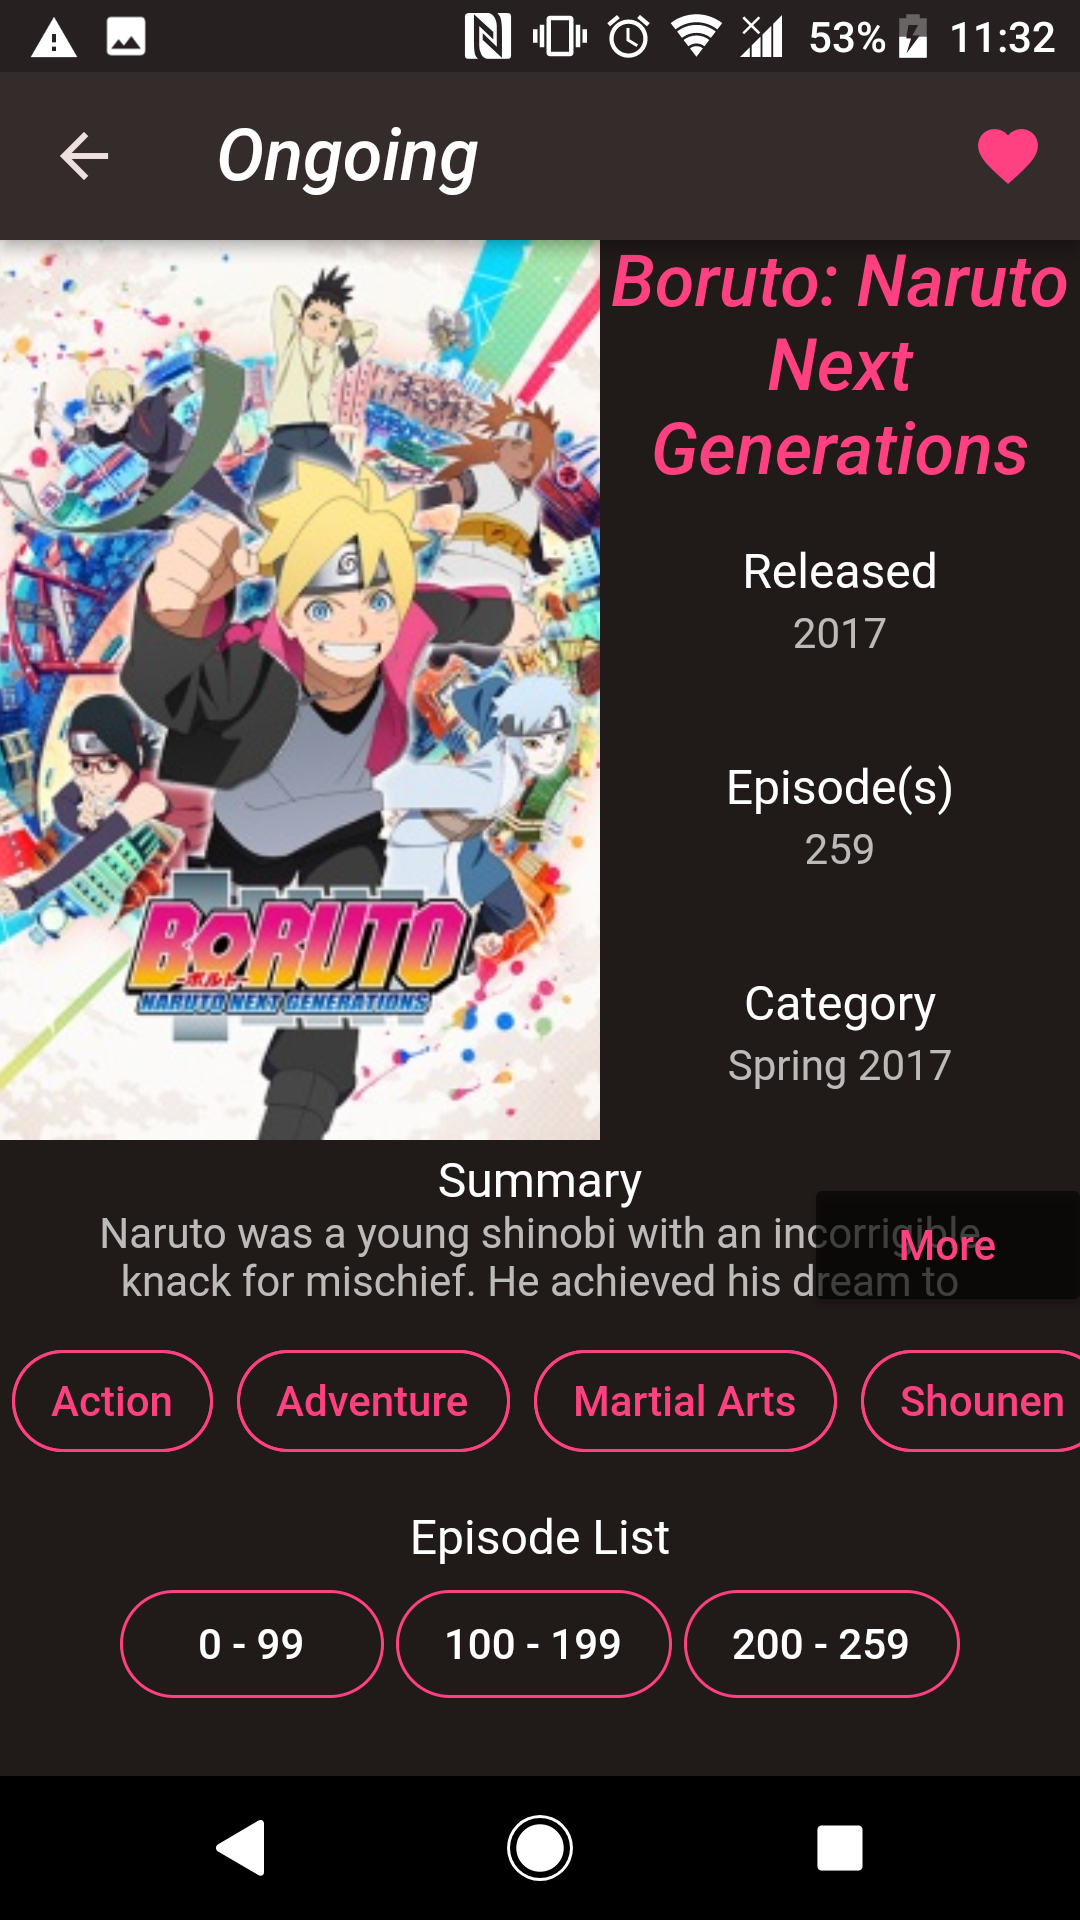 53% 11:32
Ongoing
Boruto: Naruto
Next
Generations
Released
2017
Episode(s)
259
Category
Spring 2017
BORUTO
-ボルト-
NARUTO NEXT GENERATIONS
Summary
Naruto was a young shinobi with an incorrigible
knack for mischief. He achieved his dream to
More
Action Adventure Martial Arts Shounen
Episode List
0 - 99 100 - 199 200 - 259